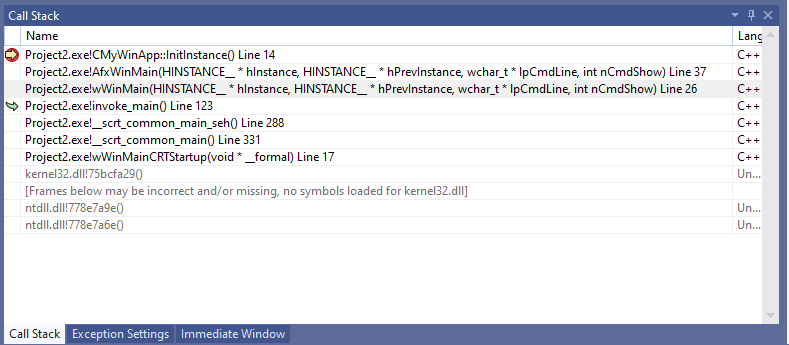 Call Stack
Name Lang
Project2.exe!CMyWinApp::InitInstance() Line 14 C++
Project2.exe!AfxWinMain(HINSTANCE__ * hInstance, HINSTANCE__ * hPrevInstance, wchar_t * lpCmdLine, int nCmdShow) Line 37 C++
Project2.exe!wWinMain(HINSTANCE__ * hInstance, HINSTANCE__ * hPrevInstance, wchar_t * lpCmdLine, int nCmdShow) Line 26 C++
Project2.exe!invoke_main() Line 123 C++
Project2.exe!__scrt_common_main_seh() Line 288 C++
Project2.exe!__scrt_common_main() Line 331 C++
Project2.exe!wWinMainCRTStartup(void * __formal) Line 17 C++
kernel32.dll!75bcfa29() Un...
[Frames below may be incorrect and/or missing, no symbols loaded for kernel32.dll]
ntdll.dll!778e7a9e() Un...
ntdll.dll!778e7a6e() Un...
Call Stack Exception Settings Immediate Window